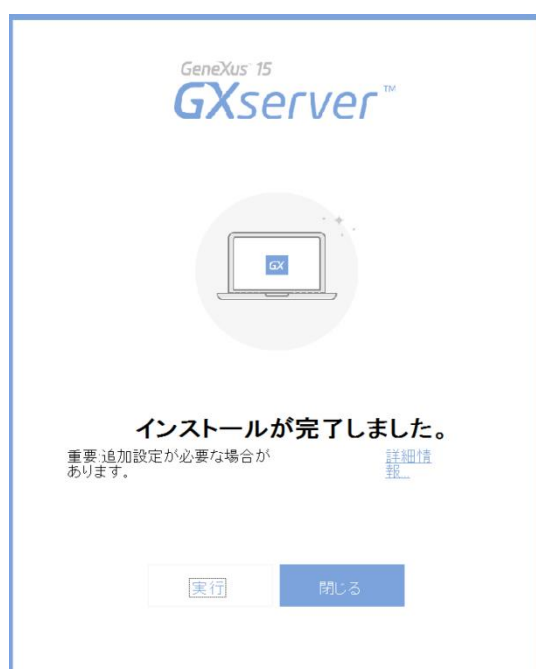 GeneXus™ 15
GXserver™
GX
インストールが完了しました。
重要:追加設定が必要な場合が
あります。
詳細情
報...
実行
閉じる